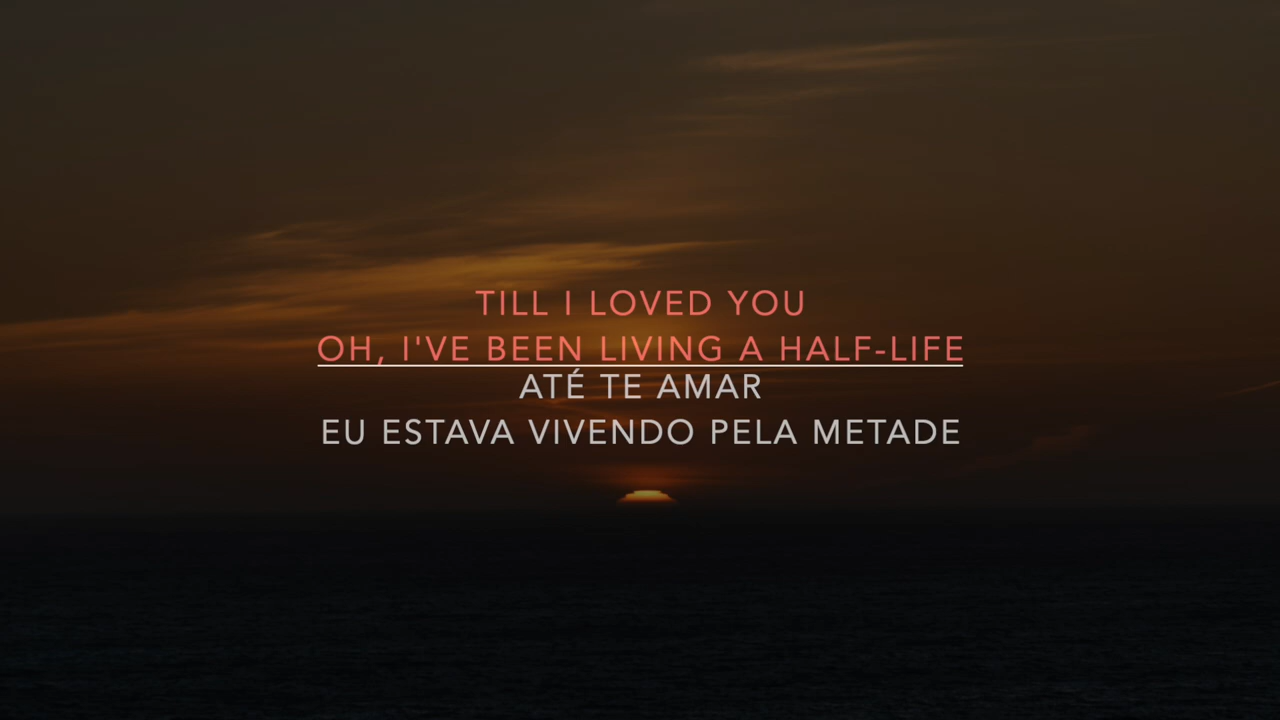 TILL I LOVED YOU
OH, I'VE BEEN LIVING A HALF-LIFE
ATÉ TE AMAR
EU ESTAVA VIVENDO PELA METADE